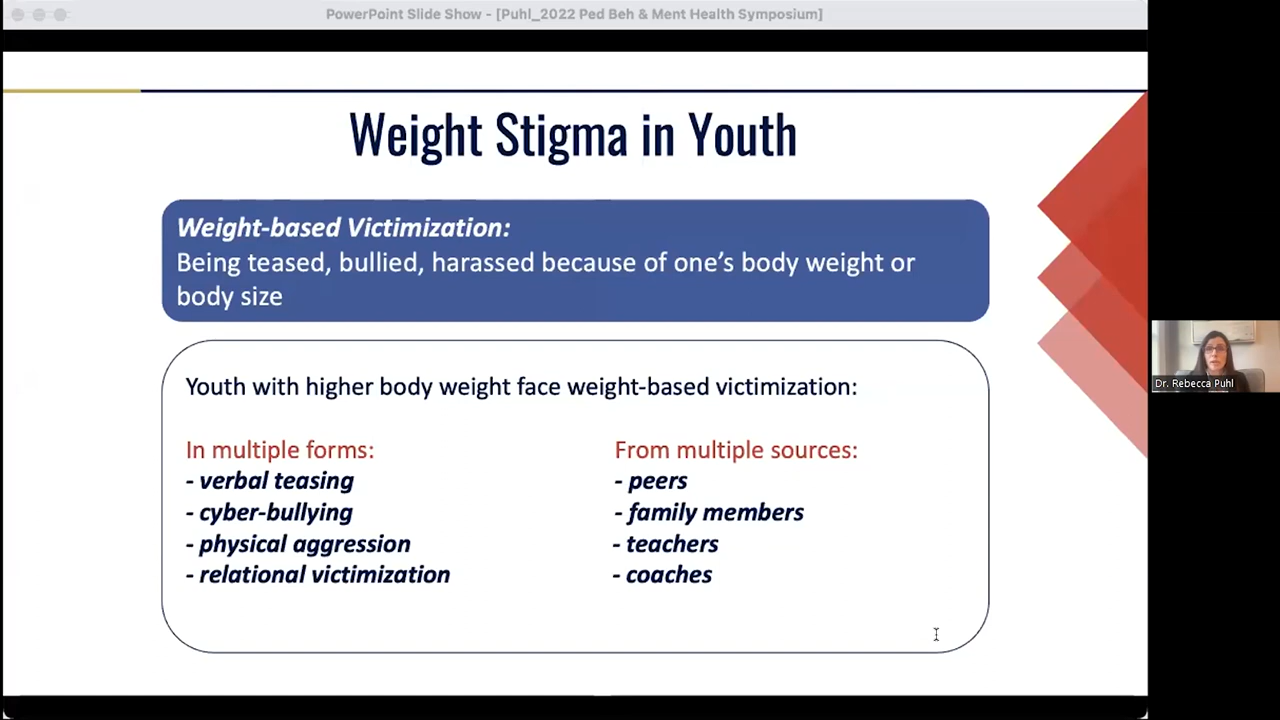 PowerPoint Slide Show - [Puhl_2022 Ped Beh & Ment Health Symposium]
Weight Stigma in Youth
Weight-based Victimization:
Being teased, bullied, harassed because of one’s body weight or
body size
Youth with higher body weight face weight-based victimization:
In multiple forms:
- verbal teasing
- cyber-bullying
- physical aggression
- relational victimization
From multiple sources:
- peers
- family members
- teachers
- coaches
Dr. Rebecca Puhl